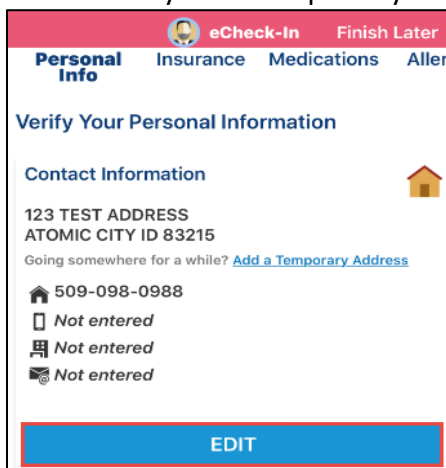 eCheck-In Finish Later
Personal Info Insurance Medications Aller
Verify Your Personal Information
Contact Information
123 TEST ADDRESS
ATOMIC CITY ID 83215
Going somewhere for a while? Add a Temporary Address
509-098-0988
Not entered
Not entered
Not entered
EDIT